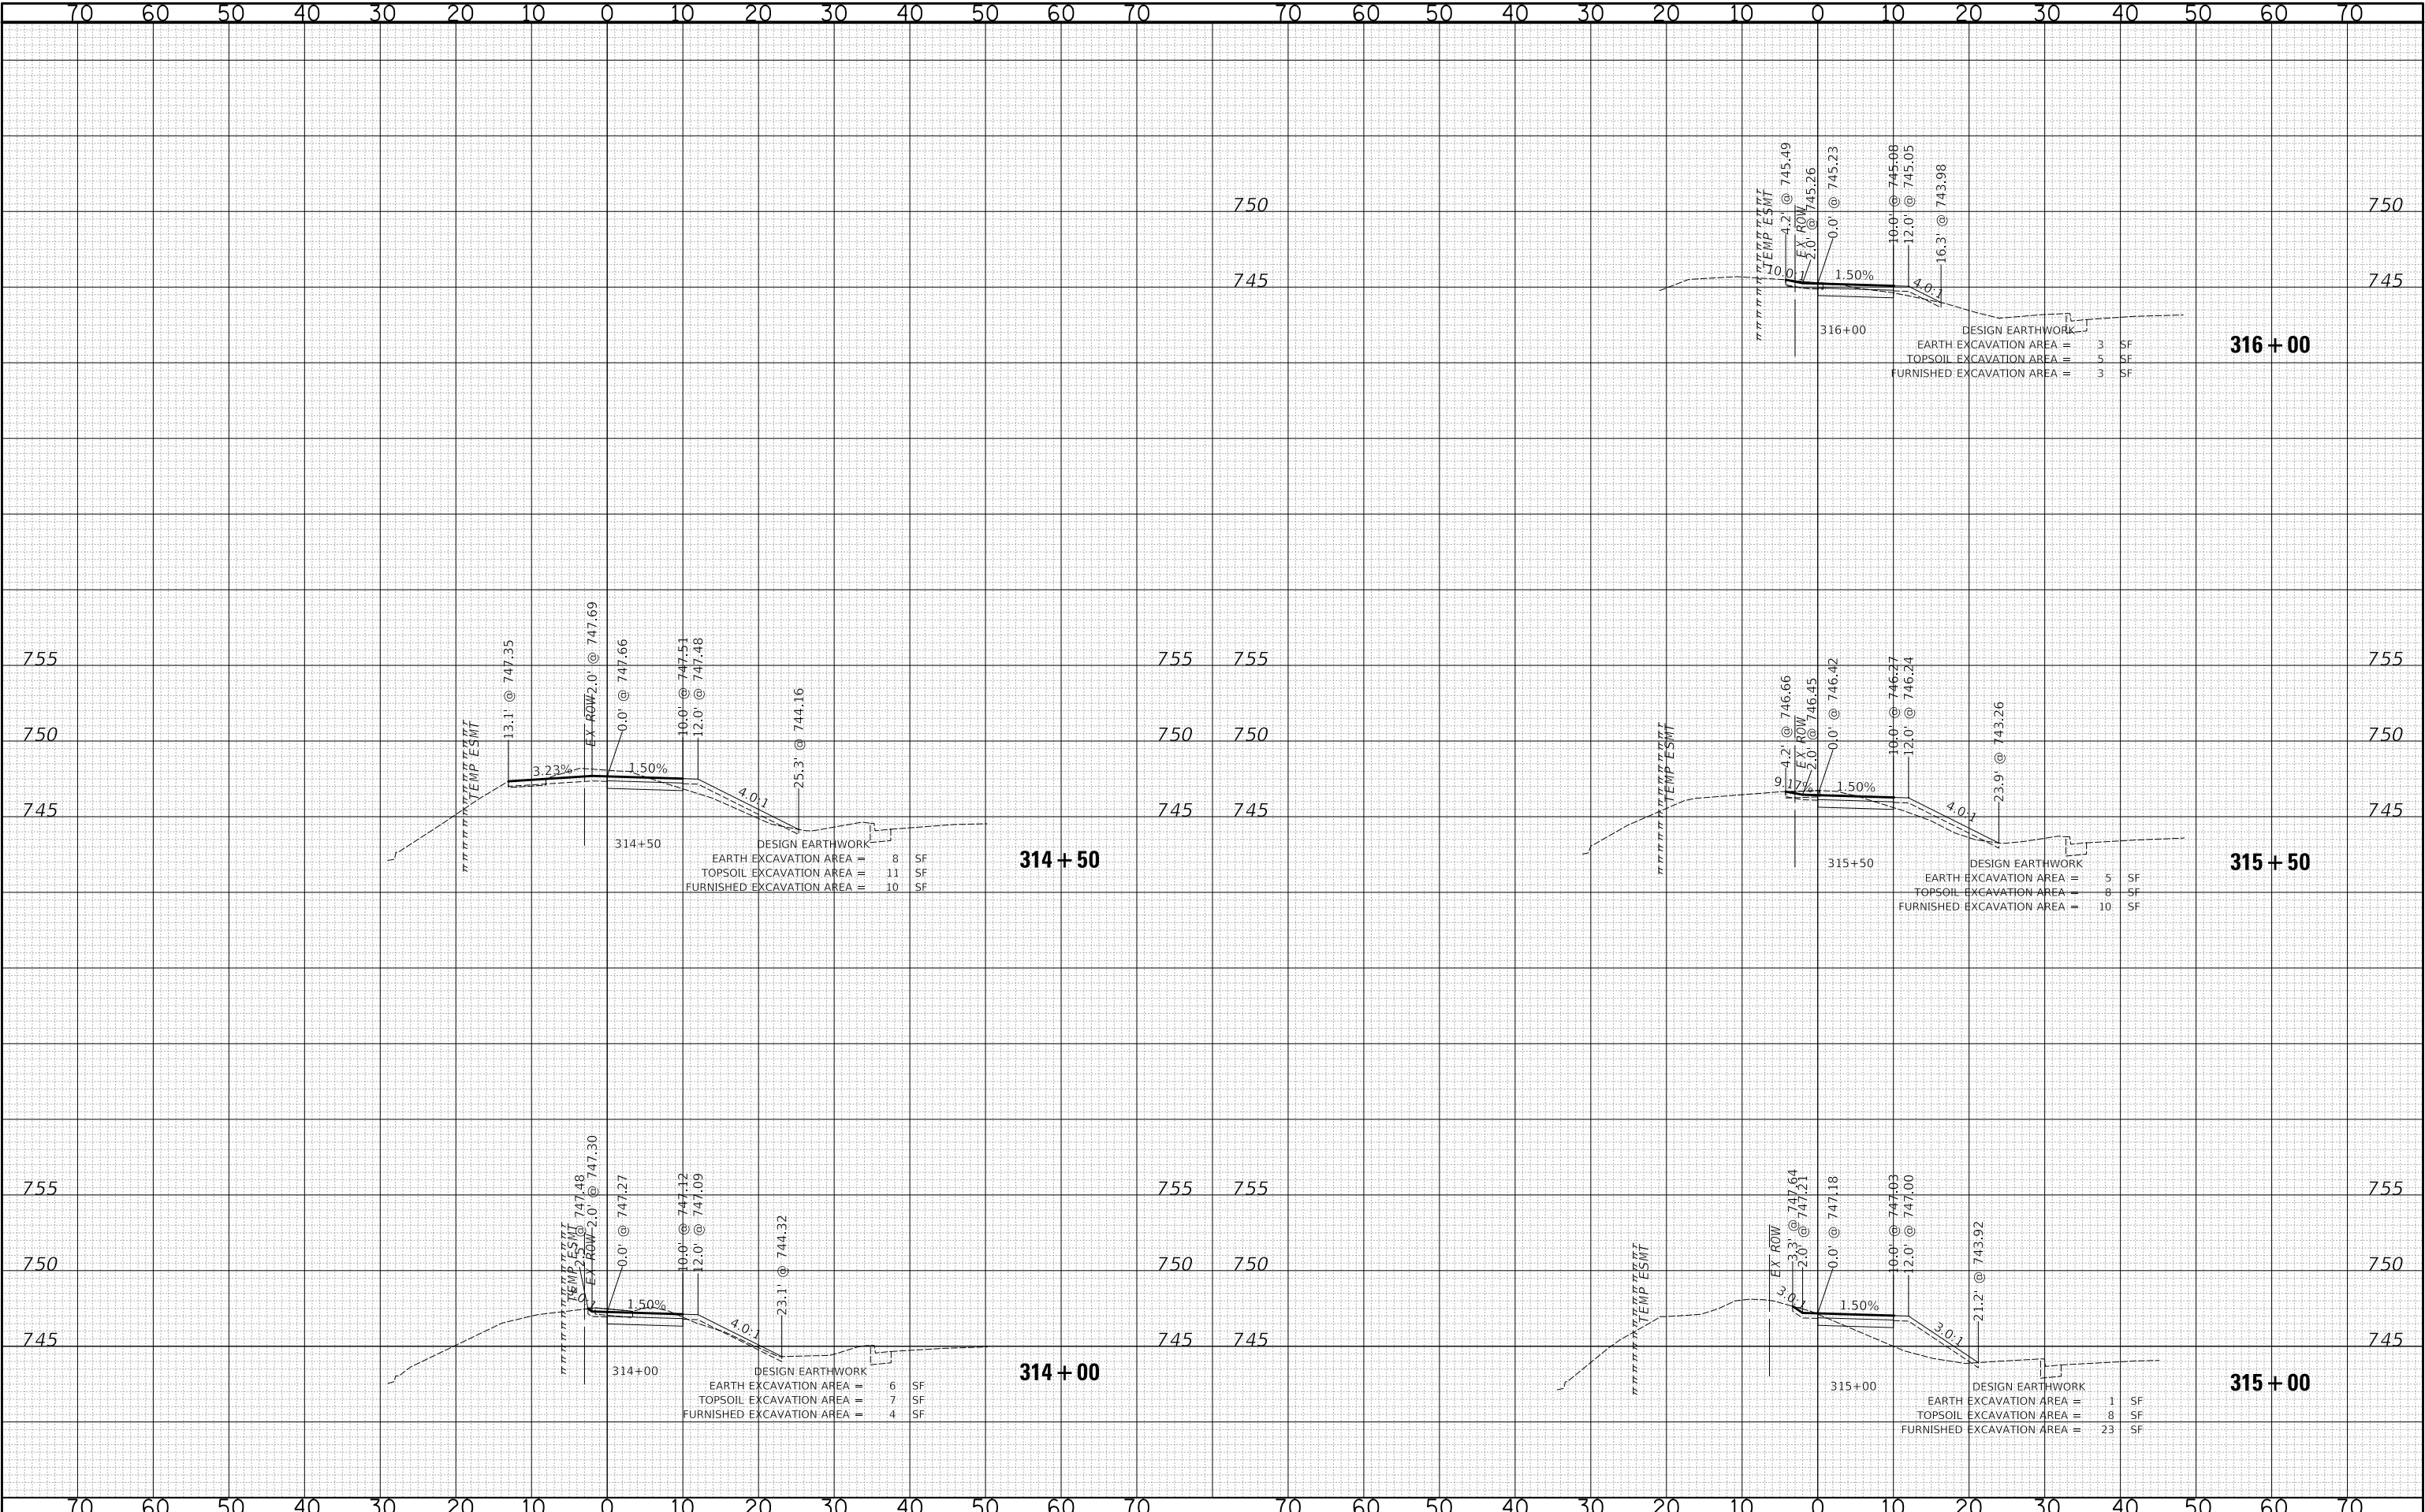 70 60 50 40 30 20 10 0 10 20 30 40 50 60 70 70 60 50 40 30 20 10 0 10 20 30 40 50 60 70
TEMP ESMT
4.2' @ 745.49
EX ROW
2.0' @ 745.26
0.0' @ 745.23
10.0' @ 745.08
12.0' @ 745.05
16.3' @ 743.98
750 750
745 745
10.0:1 1.50% 4.0:1
316+00
DESIGN EARTHWORK
EARTH EXCAVATION AREA = 3 SF
TOPSOIL EXCAVATION AREA = 5 SF
FURNISHED EXCAVATION AREA = 3 SF
316+00
TEMP ESMT
13.1' @ 747.35
EX ROW
2.0' @ 747.69
0.0' @ 747.66
10.0' @ 747.51
12.0' @ 747.48
25.3' @ 744.16
755 755
750 750
745 745
3.23% 1.50% 4.0:1
314+50
DESIGN EARTHWORK
EARTH EXCAVATION AREA = 8 SF
TOPSOIL EXCAVATION AREA = 11 SF
FURNISHED EXCAVATION AREA = 10 SF
314+50
TEMP ESMT
4.2' @ 746.66
EX ROW
2.0' @ 746.45
0.0' @ 746.42
10.0' @ 746.27
12.0' @ 746.24
23.9' @ 743.26
755 755
750 750
745 745
9.17% 1.50% 4.0:1
315+50
DESIGN EARTHWORK
EARTH EXCAVATION AREA = 5 SF
TOPSOIL EXCAVATION AREA = 8 SF
FURNISHED EXCAVATION AREA = 10 SF
315+50
TEMP ESMT
2.5' @ 747.48
EX ROW
2.0' @ 747.30
0.0' @ 747.27
10.0' @ 747.12
12.0' @ 747.09
23.1' @ 744.32
755 755
750 750
745 745
1.50% 4.0:1
314+00
DESIGN EARTHWORK
EARTH EXCAVATION AREA = 6 SF
TOPSOIL EXCAVATION AREA = 7 SF
FURNISHED EXCAVATION AREA = 4 SF
314+00
TEMP ESMT
EX ROW
3.3' @ 747.64
2.0' @ 747.21
0.0' @ 747.18
10.0' @ 747.03
12.0' @ 747.00
21.2' @ 743.92
755 755
750 750
745 745
3.0:1 1.50% 3.0:1
315+00
DESIGN EARTHWORK
EARTH EXCAVATION AREA = 1 SF
TOPSOIL EXCAVATION AREA = 8 SF
FURNISHED EXCAVATION AREA = 23 SF
315+00
70 60 50 40 30 20 10 0 10 20 30 40 50 60 70 70 60 50 40 30 20 10 0 10 20 30 40 50 60 70